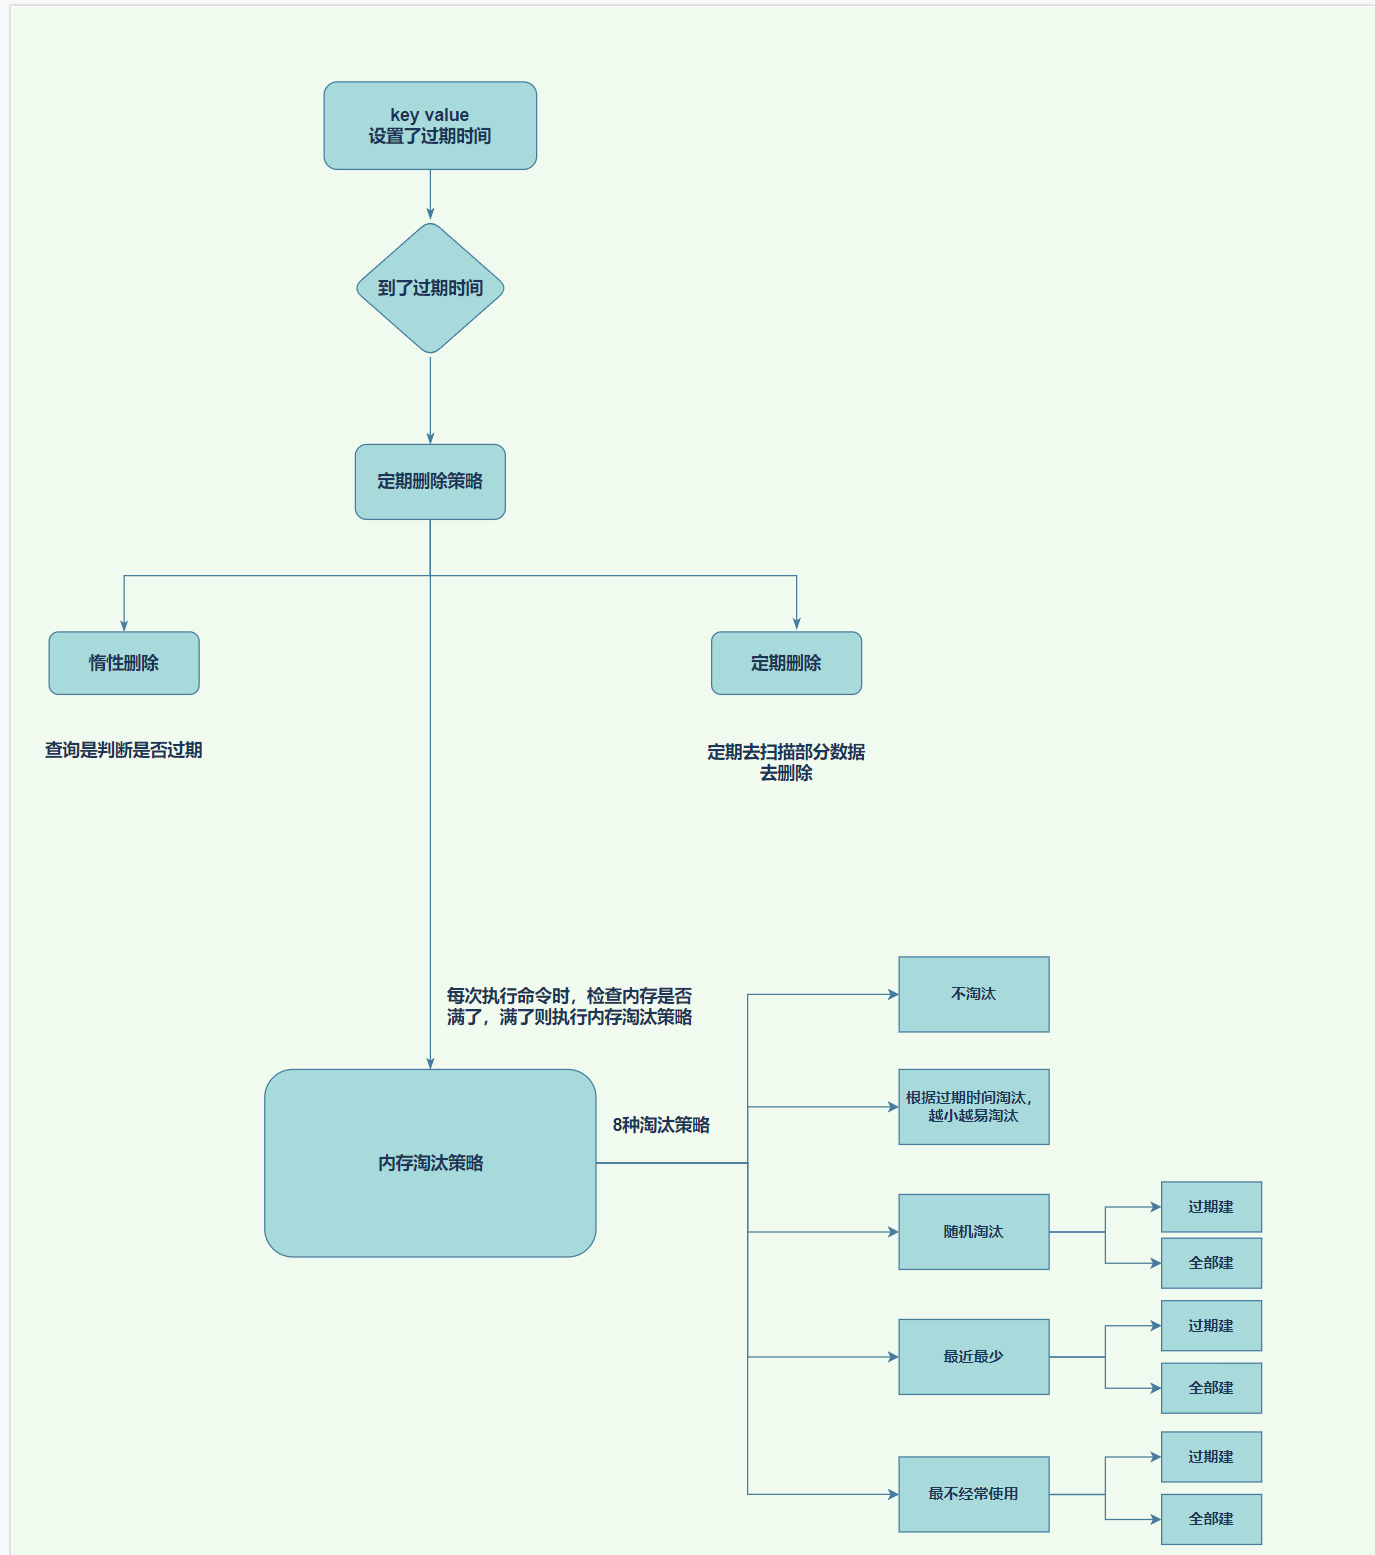 key value
设置了过期时间
到了过期时间
定期删除策略
惰性删除
定期删除
查询是判断是否过期
定期去扫描部分数据
去删除
每次执行命令时，检查内存是否
满了，满了则执行内存淘汰策略
内存淘汰策略
8种淘汰策略
不淘汰
根据过期时间淘汰，
越小越易淘汰
随机淘汰
过期建
全部建
最近最少
过期建
全部建
最不经常使用
过期建
全部建